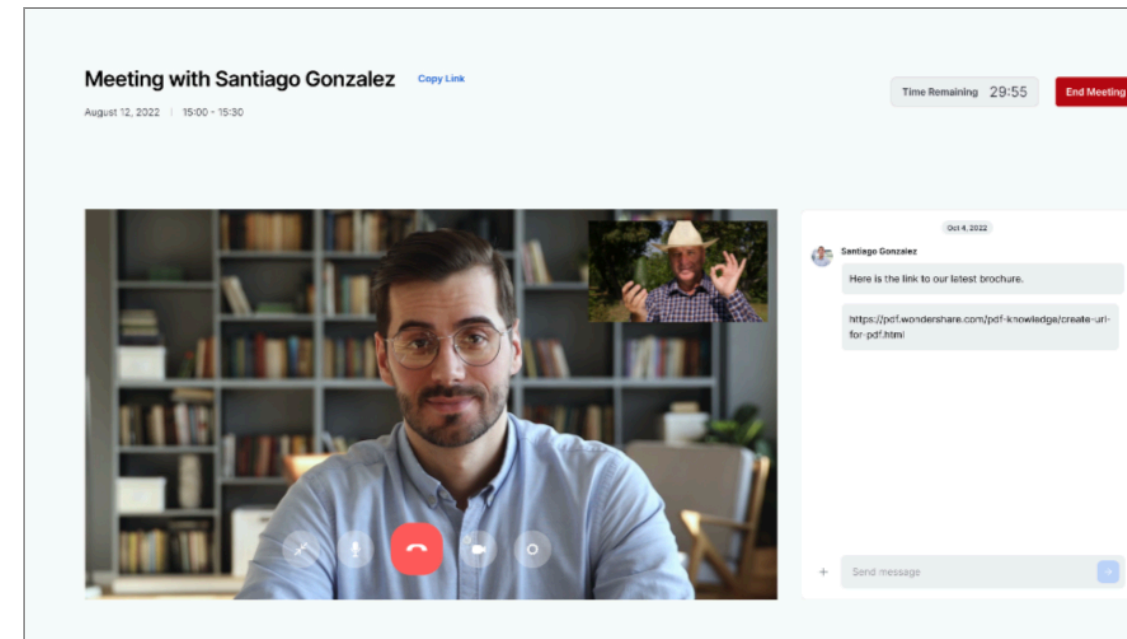 Meeting with Santiago Gonzalez Copy Link
Time Remaining 29:55 End Meeting
August 12, 2022 | 15:00 - 15:30
Oct 4, 2022
Santiago Gonzalez
Here is the link to our latest brochure.
https://pdf.wondershare.com/pdf-knowledge/create-url-
for-pdf.html
Send message